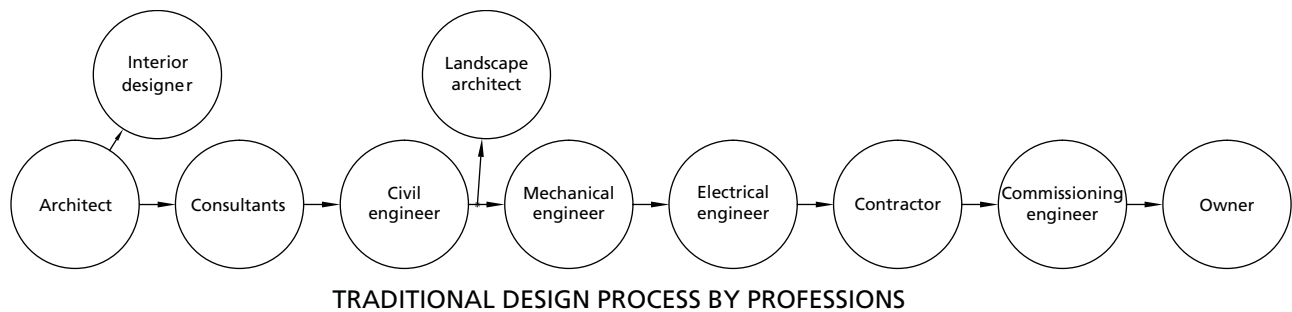 Interior
designer
Landscape
architect
Architect
Consultants
Civil
engineer
Mechanical
engineer
Electrical
engineer
Contractor
Commissioning
engineer
Owner
TRADITIONAL DESIGN PROCESS BY PROFESSIONS